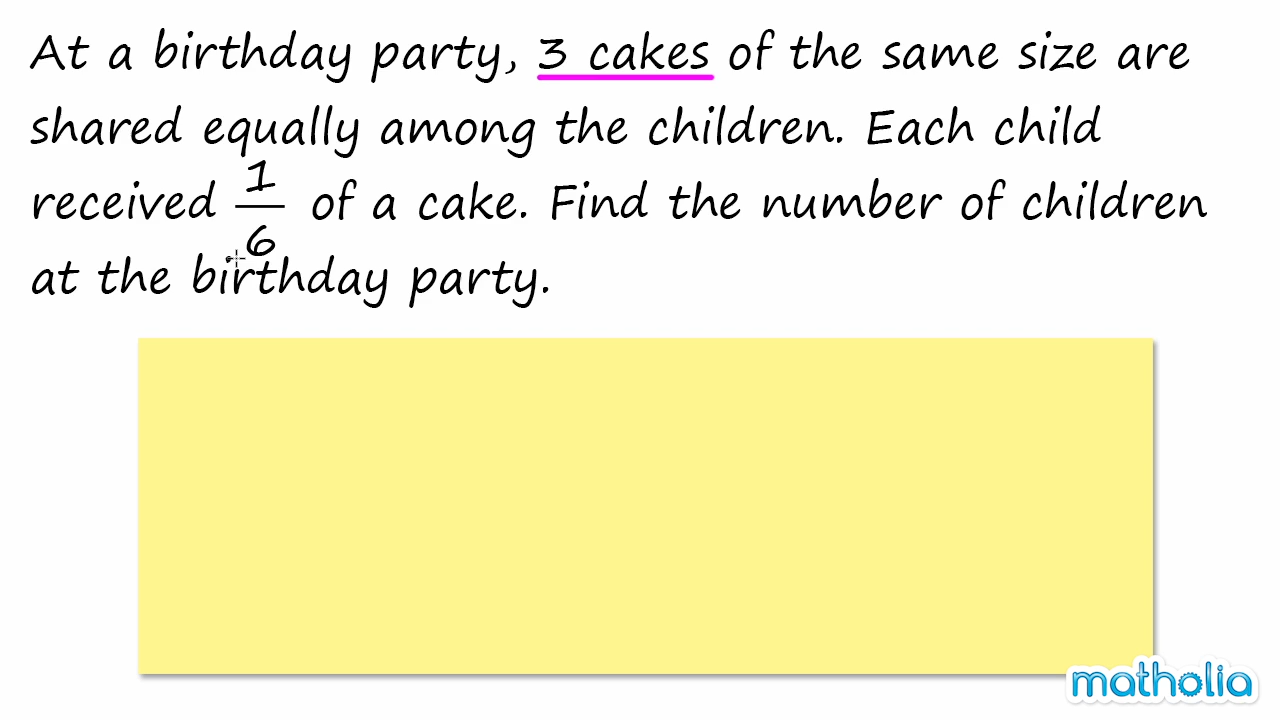 At a birthday party, 3 cakes of the same size are
shared equally among the children. Each child
received 1/6 of a cake. Find the number of children
at the birthday party.
matholia